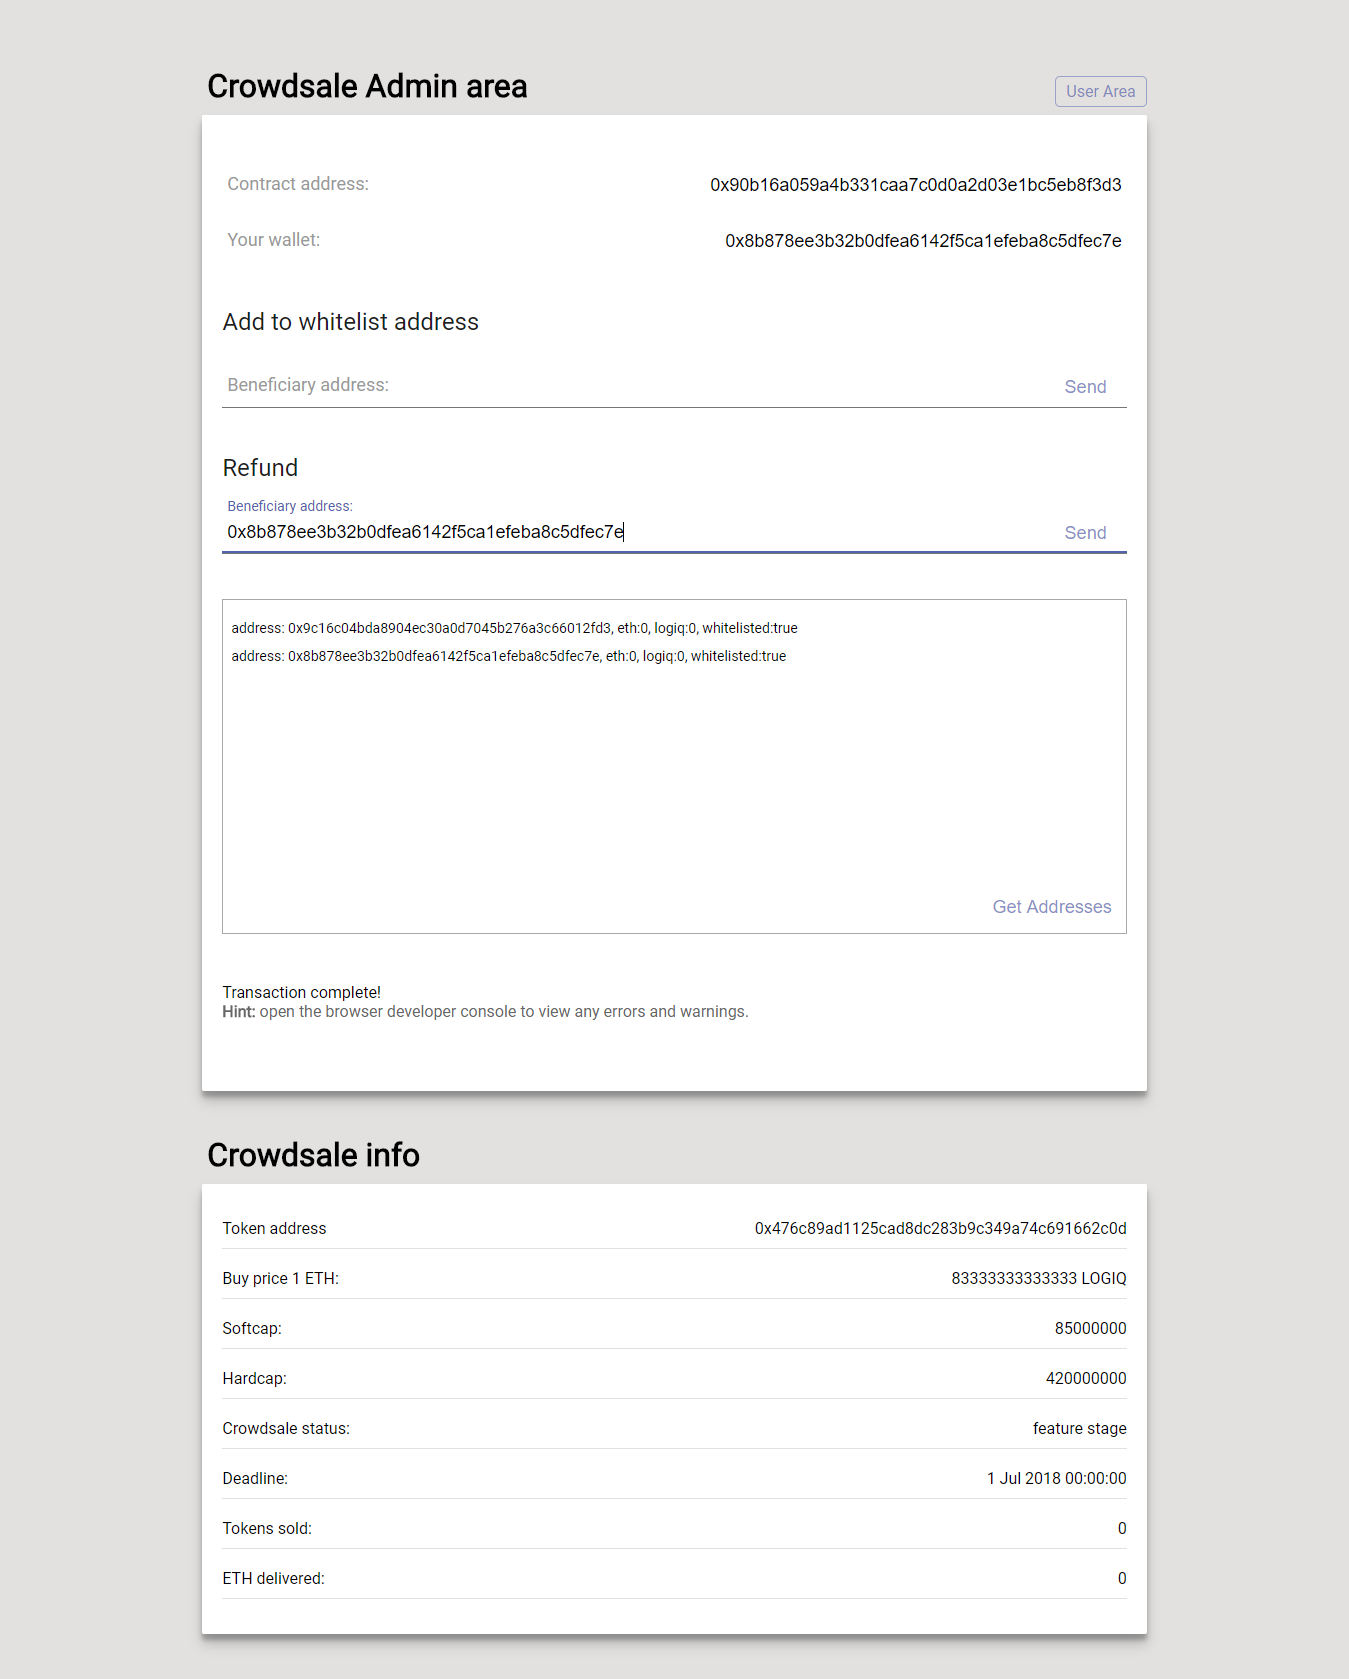 Crowdsale Admin area
User Area
Contract address:
0x90b16a059a4b331caa7c0d0a2d03e1bc5eb8f3d3
Your wallet:
0x8b878ee3b32b0dfea6142f5ca1efeba8c5dfec7e
Add to whitelist address
Beneficiary address:
Send
Refund
Beneficiary address:
0x8b878ee3b32b0dfea6142f5ca1efeba8c5dfec7e
Send
address: 0x9c16c04bda8904ec30a0d7045b276a3c66012fd3, eth:0, logiq:0, whitelisted:true
address: 0x8b878ee3b32b0dfea6142f5ca1efeba8c5dfec7e, eth:0, logiq:0, whitelisted:true
Get Addresses
Transaction complete!
Hint: open the browser developer console to view any errors and warnings.
Crowdsale info
Token address
0x476c89ad1125cad8dc283b9c349a74c691662c0d
Buy price 1 ETH:
83333333333333 LOGIQ
Softcap:
85000000
Hardcap:
420000000
Crowdsale status:
feature stage
Deadline:
1 Jul 2018 00:00:00
Tokens sold:
0
ETH delivered:
0